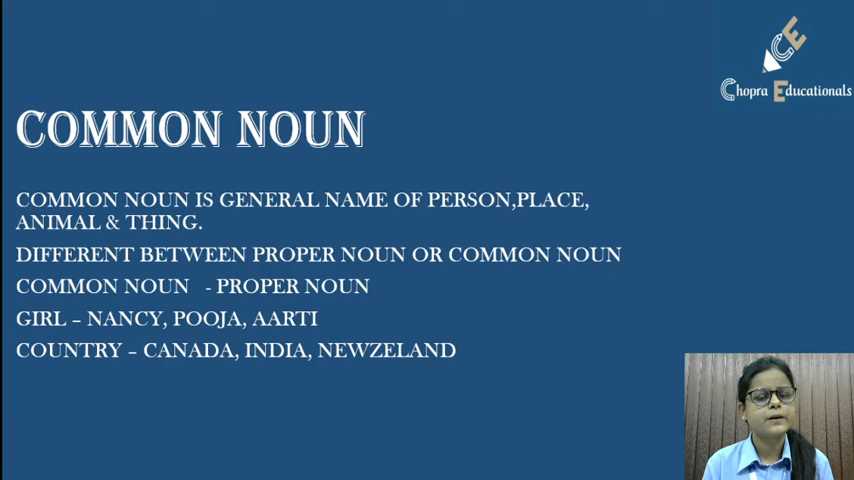 Chopra Educationals
COMMON NOUN
COMMON NOUN IS GENERAL NAME OF PERSON,PLACE,
ANIMAL & THING.
DIFFERENT BETWEEN PROPER NOUN OR COMMON NOUN
COMMON NOUN - PROPER NOUN
GIRL – NANCY, POOJA, AARTI
COUNTRY – CANADA, INDIA, NEWZELAND